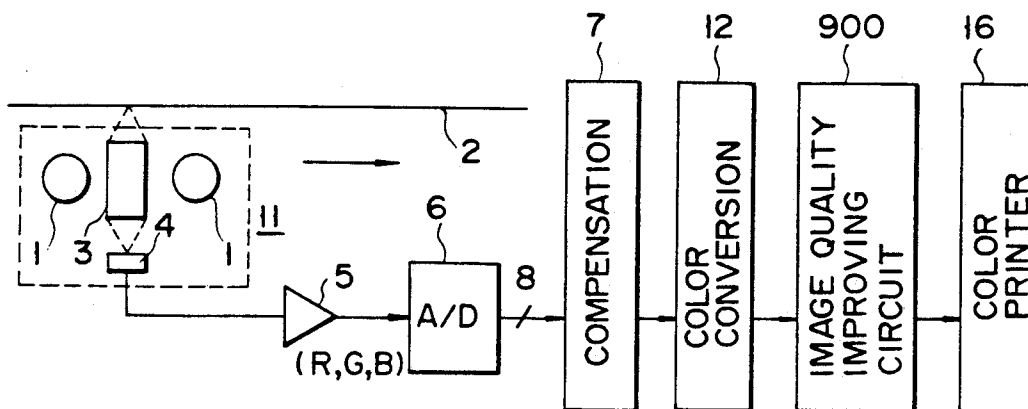 7
12
900
16
2
1
3
4
1
11
5
(R,G,B)
6
A/D
8
COMPENSATION
COLOR
CONVERSION
IMAGE QUALITY
IMPROVING
CIRCUIT
COLOR
PRINTER